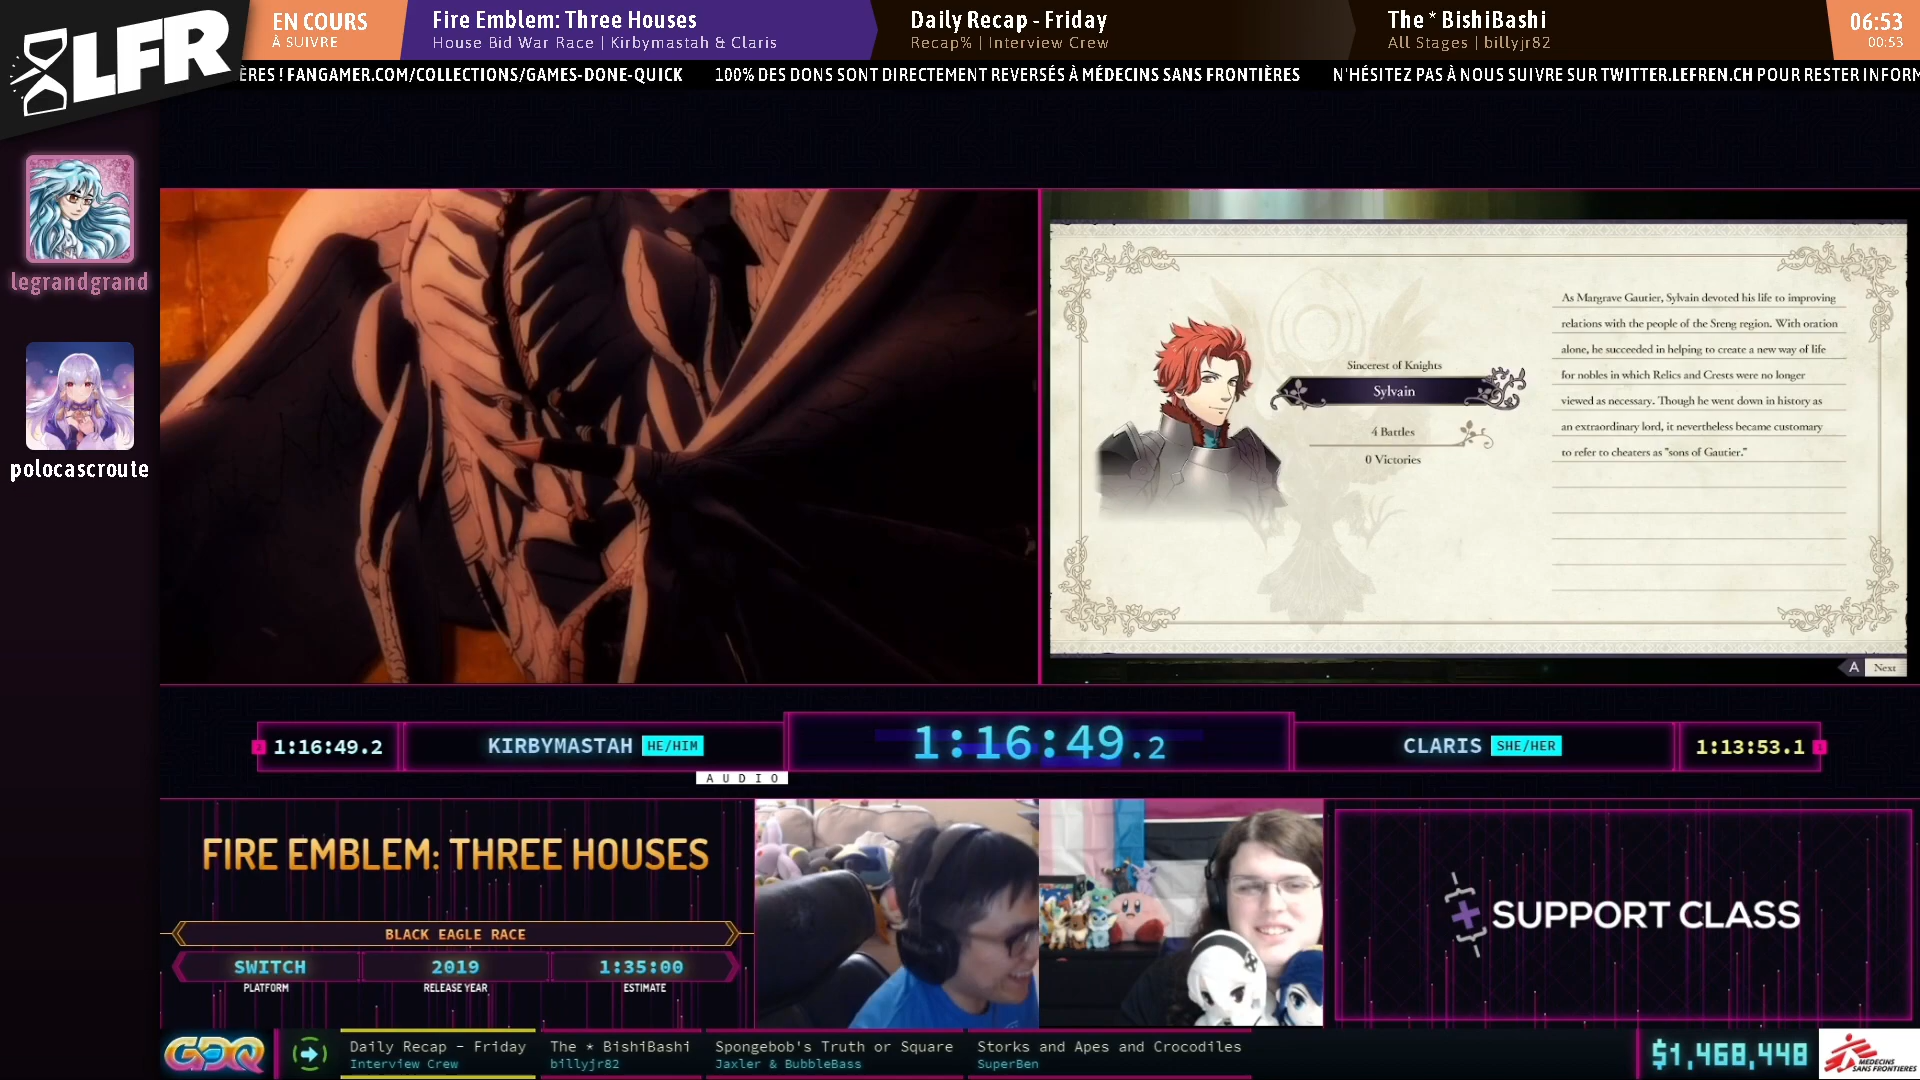 LFR
EN COURS
À SUIVRE
Fire Emblem: Three Houses
House Bid War Race | Kirbymastah & Claris
Daily Recap - Friday
Recap% | Interview Crew
The * BishiBashi
All Stages | billyjr82
06:53
00:53
ÈRES ! FANGAMER.COM/COLLECTIONS/GAMES-DONE-QUICK 100% DES DONS SONT DIRECTEMENT REVERSÉS À MÉDECINS SANS FRONTIÈRES N'HÉSITEZ PAS À NOUS SUIVRE SUR TWITTER.LEFREN.CH POUR RESTER INFORM
legrandgrand
polocascroute
Sincerest of Knights
Sylvain
4 Battles
0 Victories
As Margrave Gautier, Sylvain devoted his life to improving
relations with the people of the Sreng region. With oration
alone, he succeeded in helping to create a new way of life
for nobles in which Relics and Crests were no longer
viewed as necessary. Though he went down in history as
an extraordinary lord, it nevertheless became customary
to refer to cheaters as "sons of Gautier."
A Next
2 1:16:49.2
KIRBYMASTAH HE/HIM
AUDIO
1:16:49.2
CLARIS SHE/HER
1:13:53.1 1
FIRE EMBLEM: THREE HOUSES
BLACK EAGLE RACE
SWITCH
PLATFORM
2019
RELEASE YEAR
1:35:00
ESTIMATE
SUPPORT CLASS
GDQ
Daily Recap - Friday
Interview Crew
The * BishiBashi
billyjr82
Spongebob's Truth or Square
Jaxler & BubbleBass
Storks and Apes and Crocodiles
SuperBen
$1,468,448
MEDECINS
SANS FRONTIERES